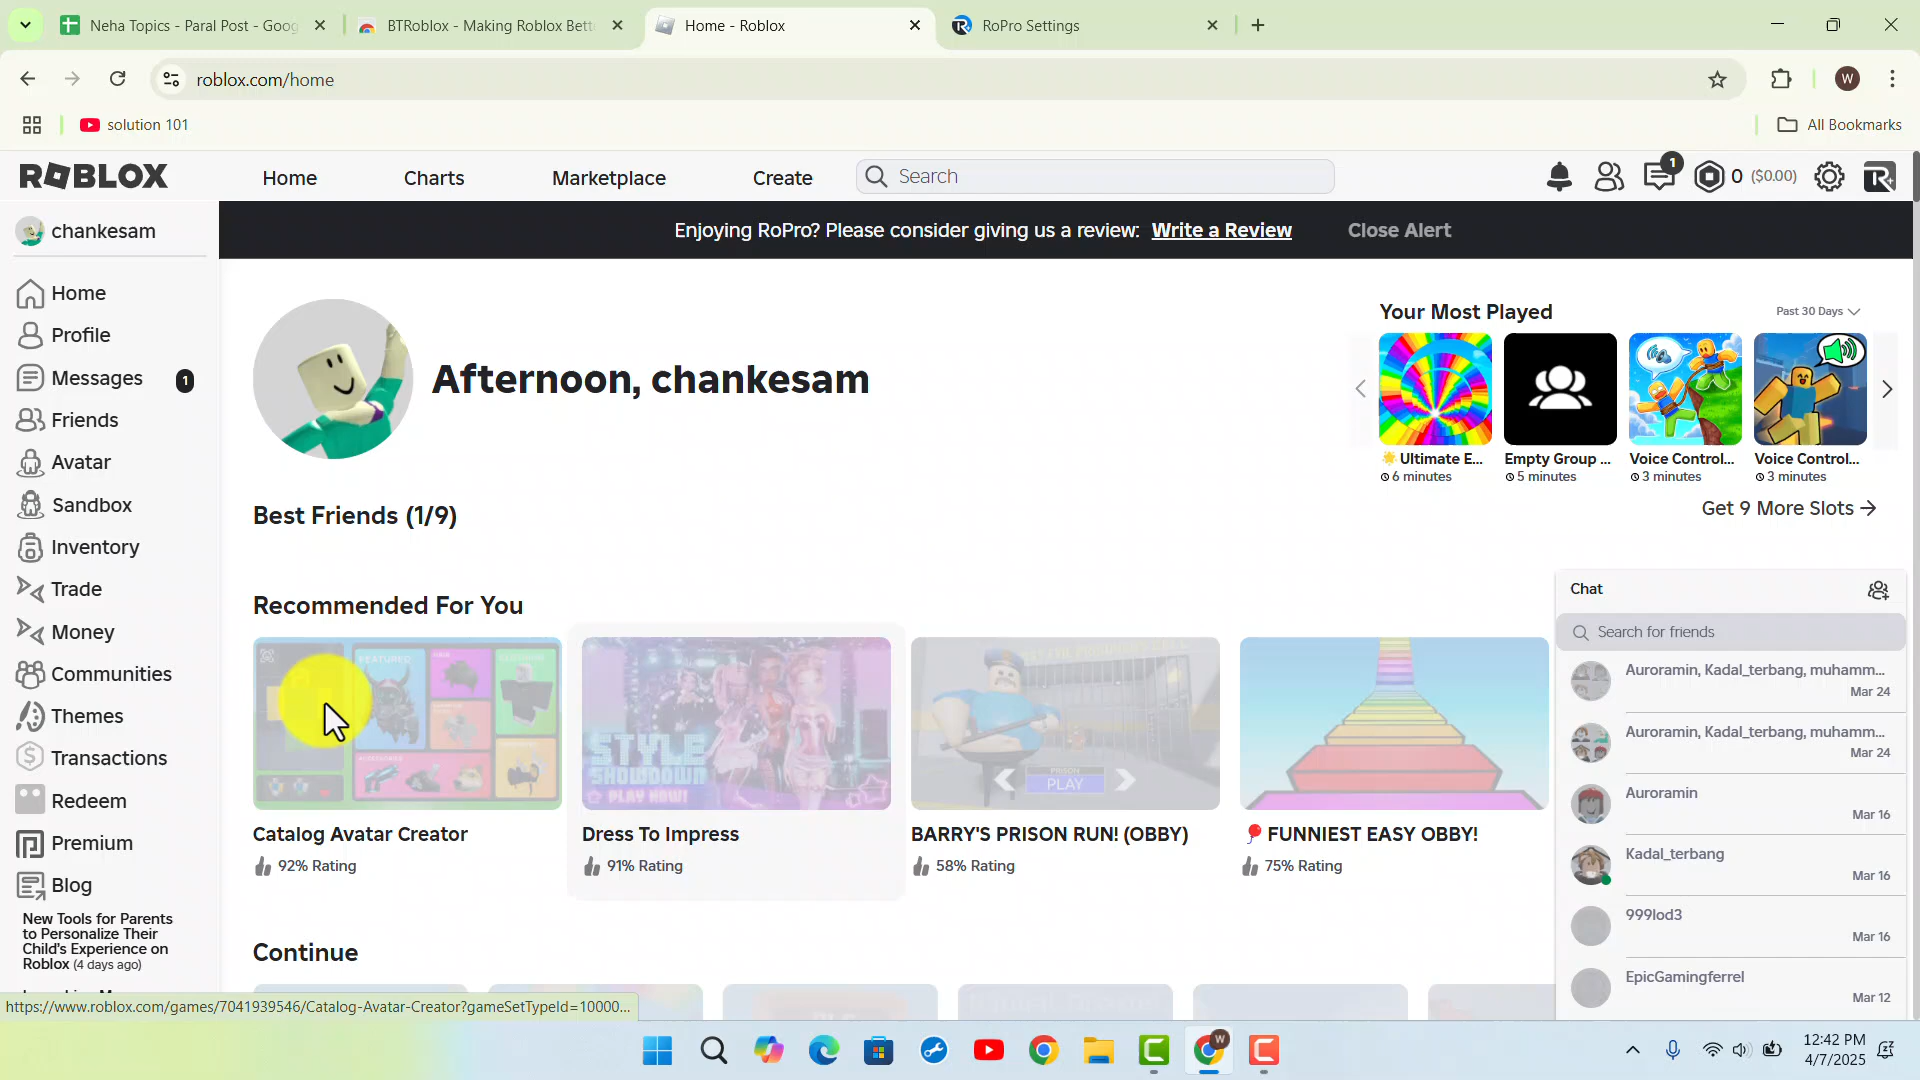 Neha Topics - Paral Post - Goog
BTRoblox - Making Roblox Bett
Home - Roblox
RoPro Settings
roblox.com/home
W
solution 101
All Bookmarks
ROBLOX
Home
Charts
Marketplace
Create
Search
1
0
($0.00)
chankesam
Enjoying RoPro? Please consider giving us a review: Write a Review
Close Alert
Home
Profile
Messages
1
Friends
Avatar
Sandbox
Inventory
Trade
Money
Communities
Themes
Transactions
Redeem
Premium
Blog
New Tools for Parents
to Personalize Their
Child's Experience on
Roblox (4 days ago)
Afternoon, chankesam
Your Most Played
Past 30 Days
Ultimate E...
6 minutes
Empty Group ...
5 minutes
Voice Control...
3 minutes
Voice Control...
3 minutes
Get 9 More Slots
Best Friends (1/9)
Recommended For You
FEATURED
HAIR
STYLE
SHOWDOWN
PLAY NOW!
PRISON
PLAY
Catalog Avatar Creator
92% Rating
Dress To Impress
91% Rating
BARRY'S PRISON RUN! (OBBY)
58% Rating
FUNNIEST EASY OBBY!
75% Rating
Continue
Chat
Search for friends
Auroramin, Kadal_terbang, muhamm...
Mar 24
Auroramin, Kadal_terbang, muhamm...
Mar 24
Auroramin
Mar 16
Kadal_terbang
Mar 16
999lod3
Mar 16
EpicGamingferrel
Mar 12
https://www.roblox.com/games/7041939546/Catalog-Avatar-Creator?gameSetTypeId=10000...
W
12:42 PM
4/7/2025